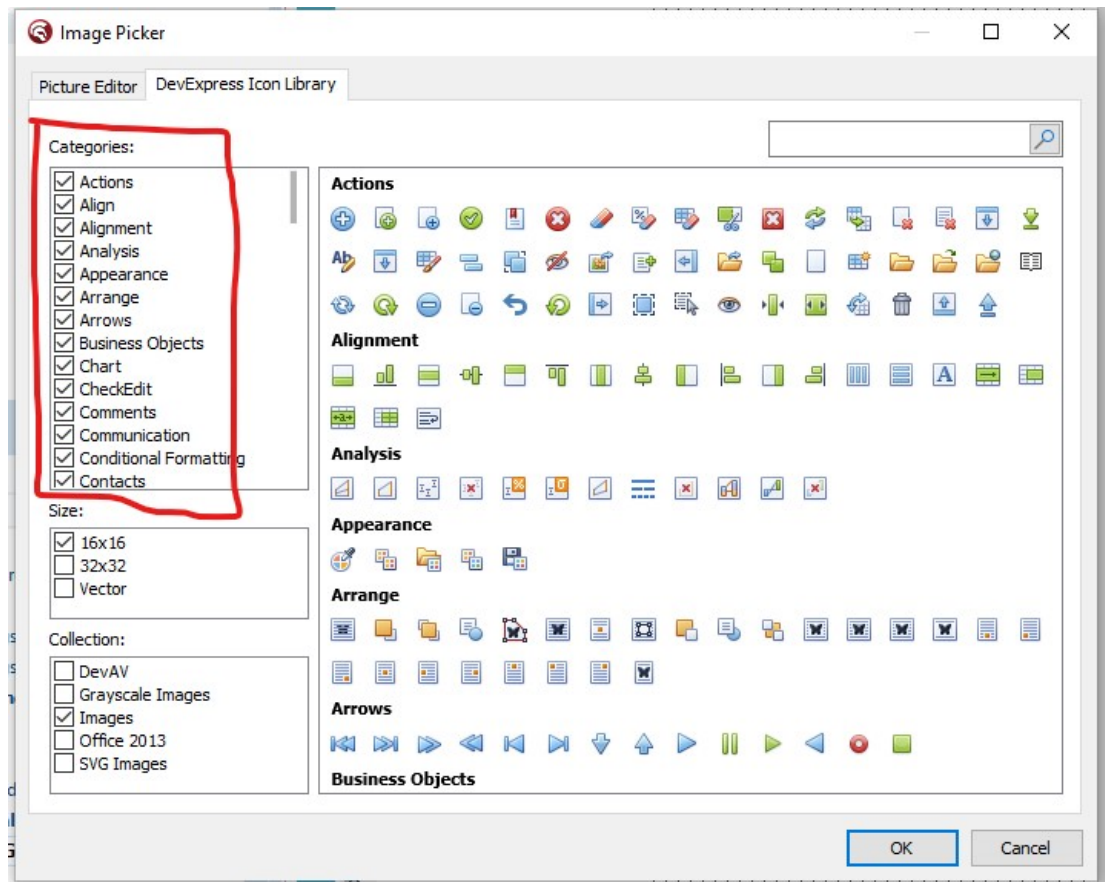 Image Picker
Picture Editor
DevExpress Icon Library
Categories:
Actions
Align
Alignment
Analysis
Appearance
Arrange
Arrows
Business Objects
Chart
CheckEdit
Comments
Communication
Conditional Formatting
Contacts
Size:
16x16
32x32
Vector
Collection:
DevAV
Grayscale Images
Images
Office 2013
SVG Images
Actions
Alignment
Analysis
Appearance
Arrange
Arrows
Business Objects
OK
Cancel